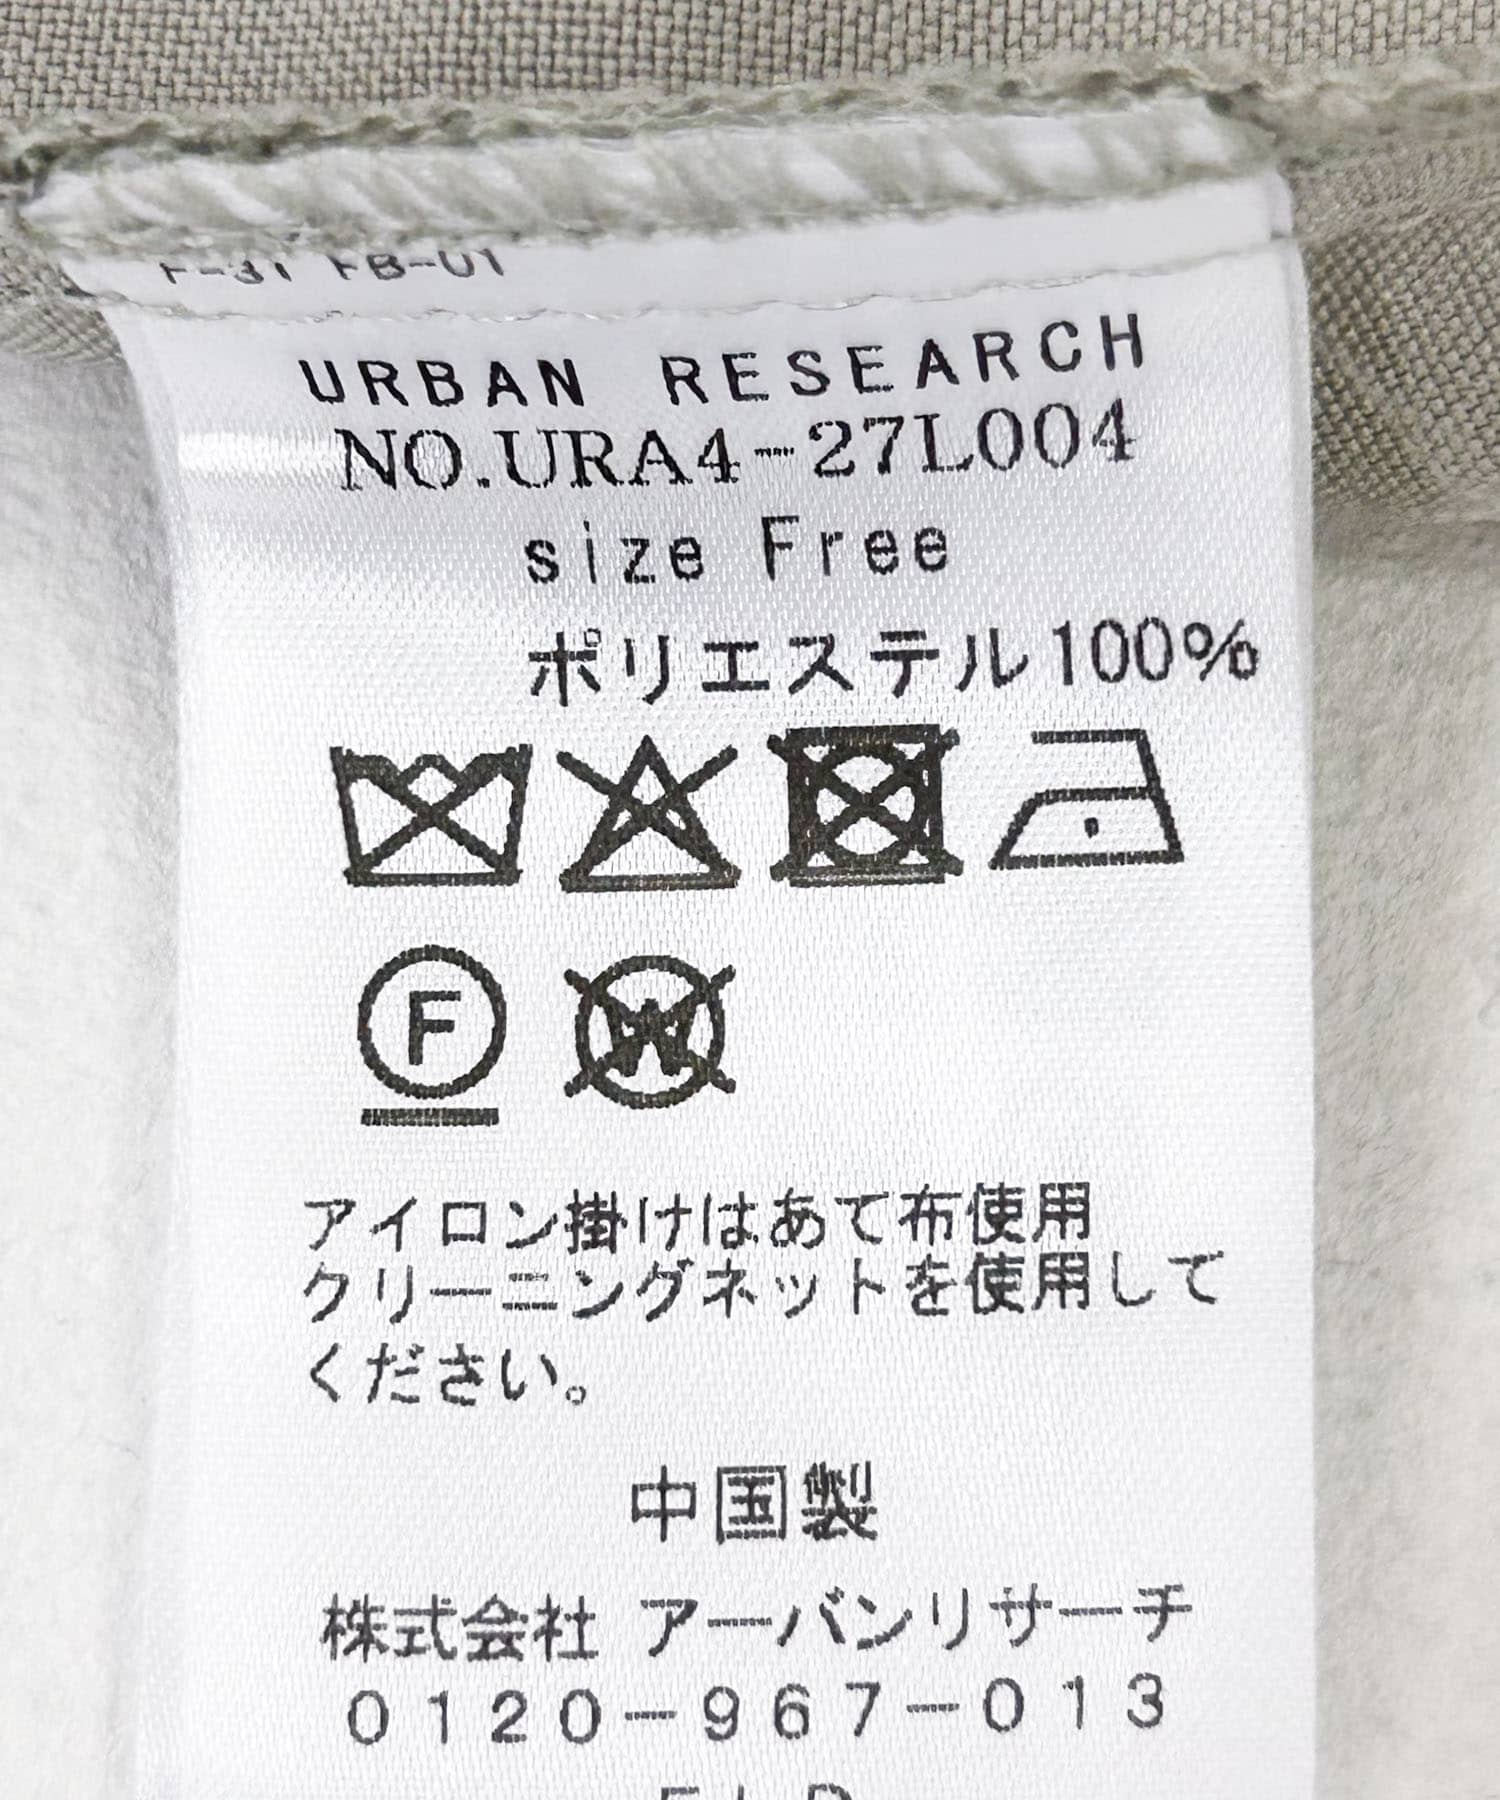 URBAN RESEARCH
NO.URA4-27L004
size Free
ポリエステル100%
F
W
アイロン掛けはあて布使用
クリーニングネットを使用して
ください。
中国製
株式会社 アーバンリサーチ
0120-967-013